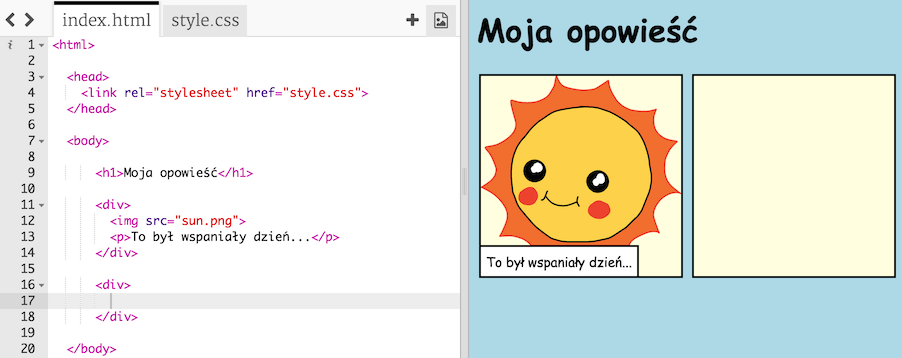 index.html style.css
1 <html>
2
3 <head>
4 <link rel="stylesheet" href="style.css">
5 </head>
6
7 <body>
8
9 <h1>Moja opowieść</h1>
10
11 <div>
12 <img src="sun.png">
13 <p>To był wspaniały dzień...</p>
14 </div>
15
16 <div>
17
18 </div>
19
20 </body>
Moja opowieść
To był wspaniały dzień...